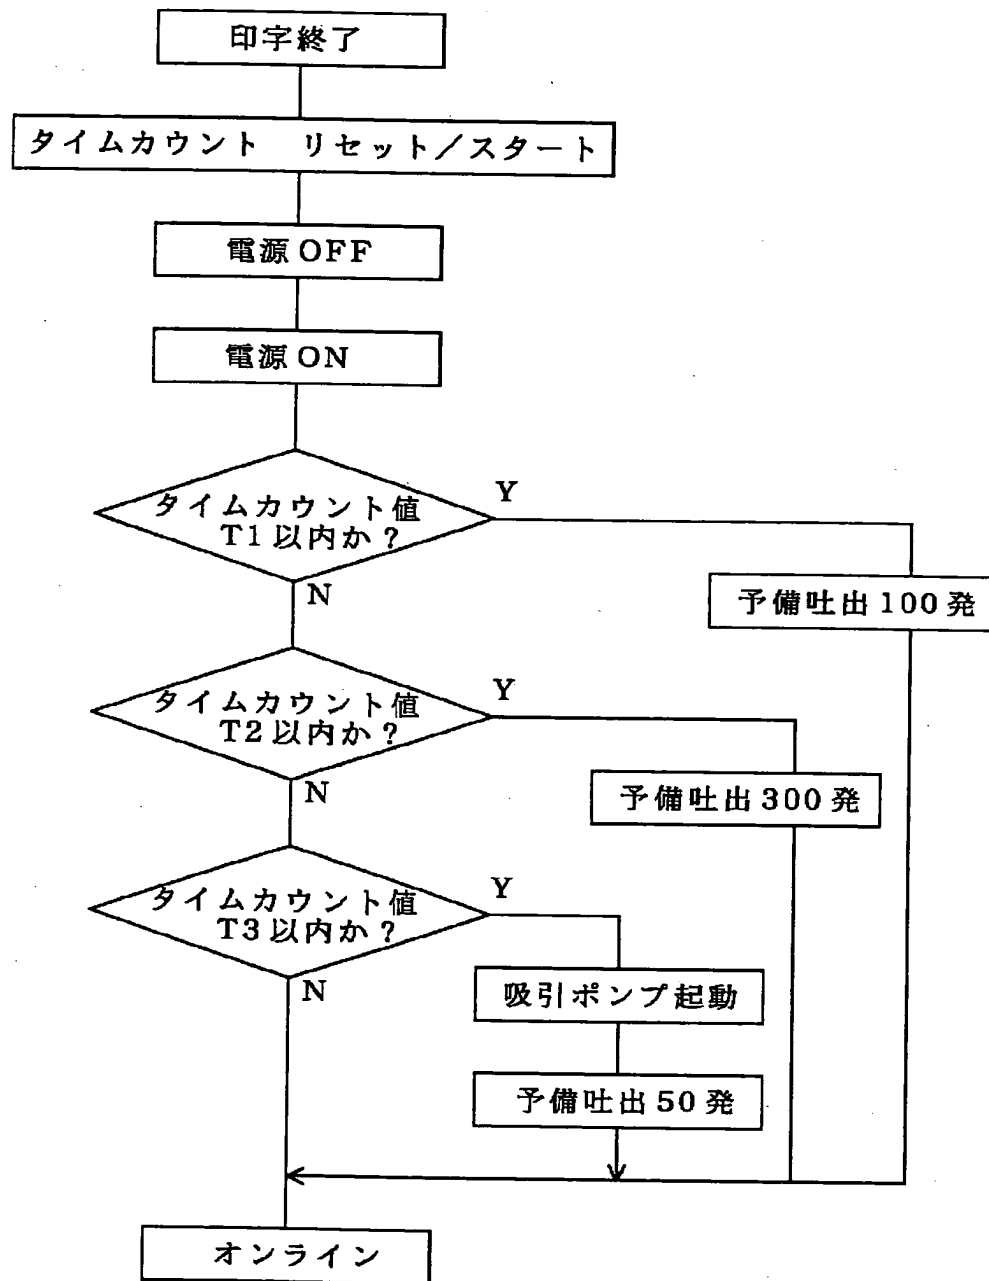 印字終了
タイムカウント リセット/スタート
電源OFF
電源ON
タイムカウント値
T1以内か?
Y
N
予備吐出100発
タイムカウント値
T2以内か?
Y
N
予備吐出300発
タイムカウント値
T3以内か?
Y
N
吸引ポンプ起動
予備吐出50発
オンライン